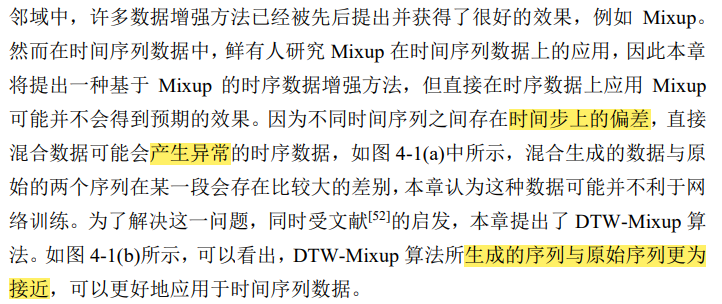 邻域中，许多数据增强方法已经被先后提出并获得了很好的效果，例如 Mixup。
然而在时间序列数据中，鲜有人研究 Mixup 在时间序列数据上的应用，因此本章
将提出一种基于 Mixup 的时序数据增强方法，但直接在时序数据上应用 Mixup
可能并不会得到预期的效果。因为不同时间序列之间存在时间步上的偏差，直接
混合数据可能会产生异常的时序数据，如图 4-1(a)中所示，混合生成的数据与原
始的两个序列在某一段会存在比较大的差别，本章认为这种数据可能并不利于网
络训练。为了解决这一问题，同时受文献[52]的启发，本章提出了 DTW-Mixup 算
法。如图 4-1(b)所示，可以看出，DTW-Mixup 算法所生成的序列与原始序列更为
接近，可以更好地应用于时间序列数据。